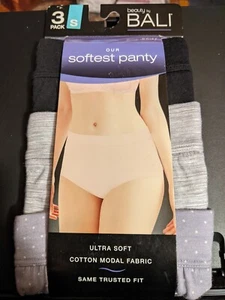 3
PACK
S
beauty by
BALI
OUR
softest panty
ULTRA SOFT
COTTON MODAL FABRIC
SAME TRUSTED FIT